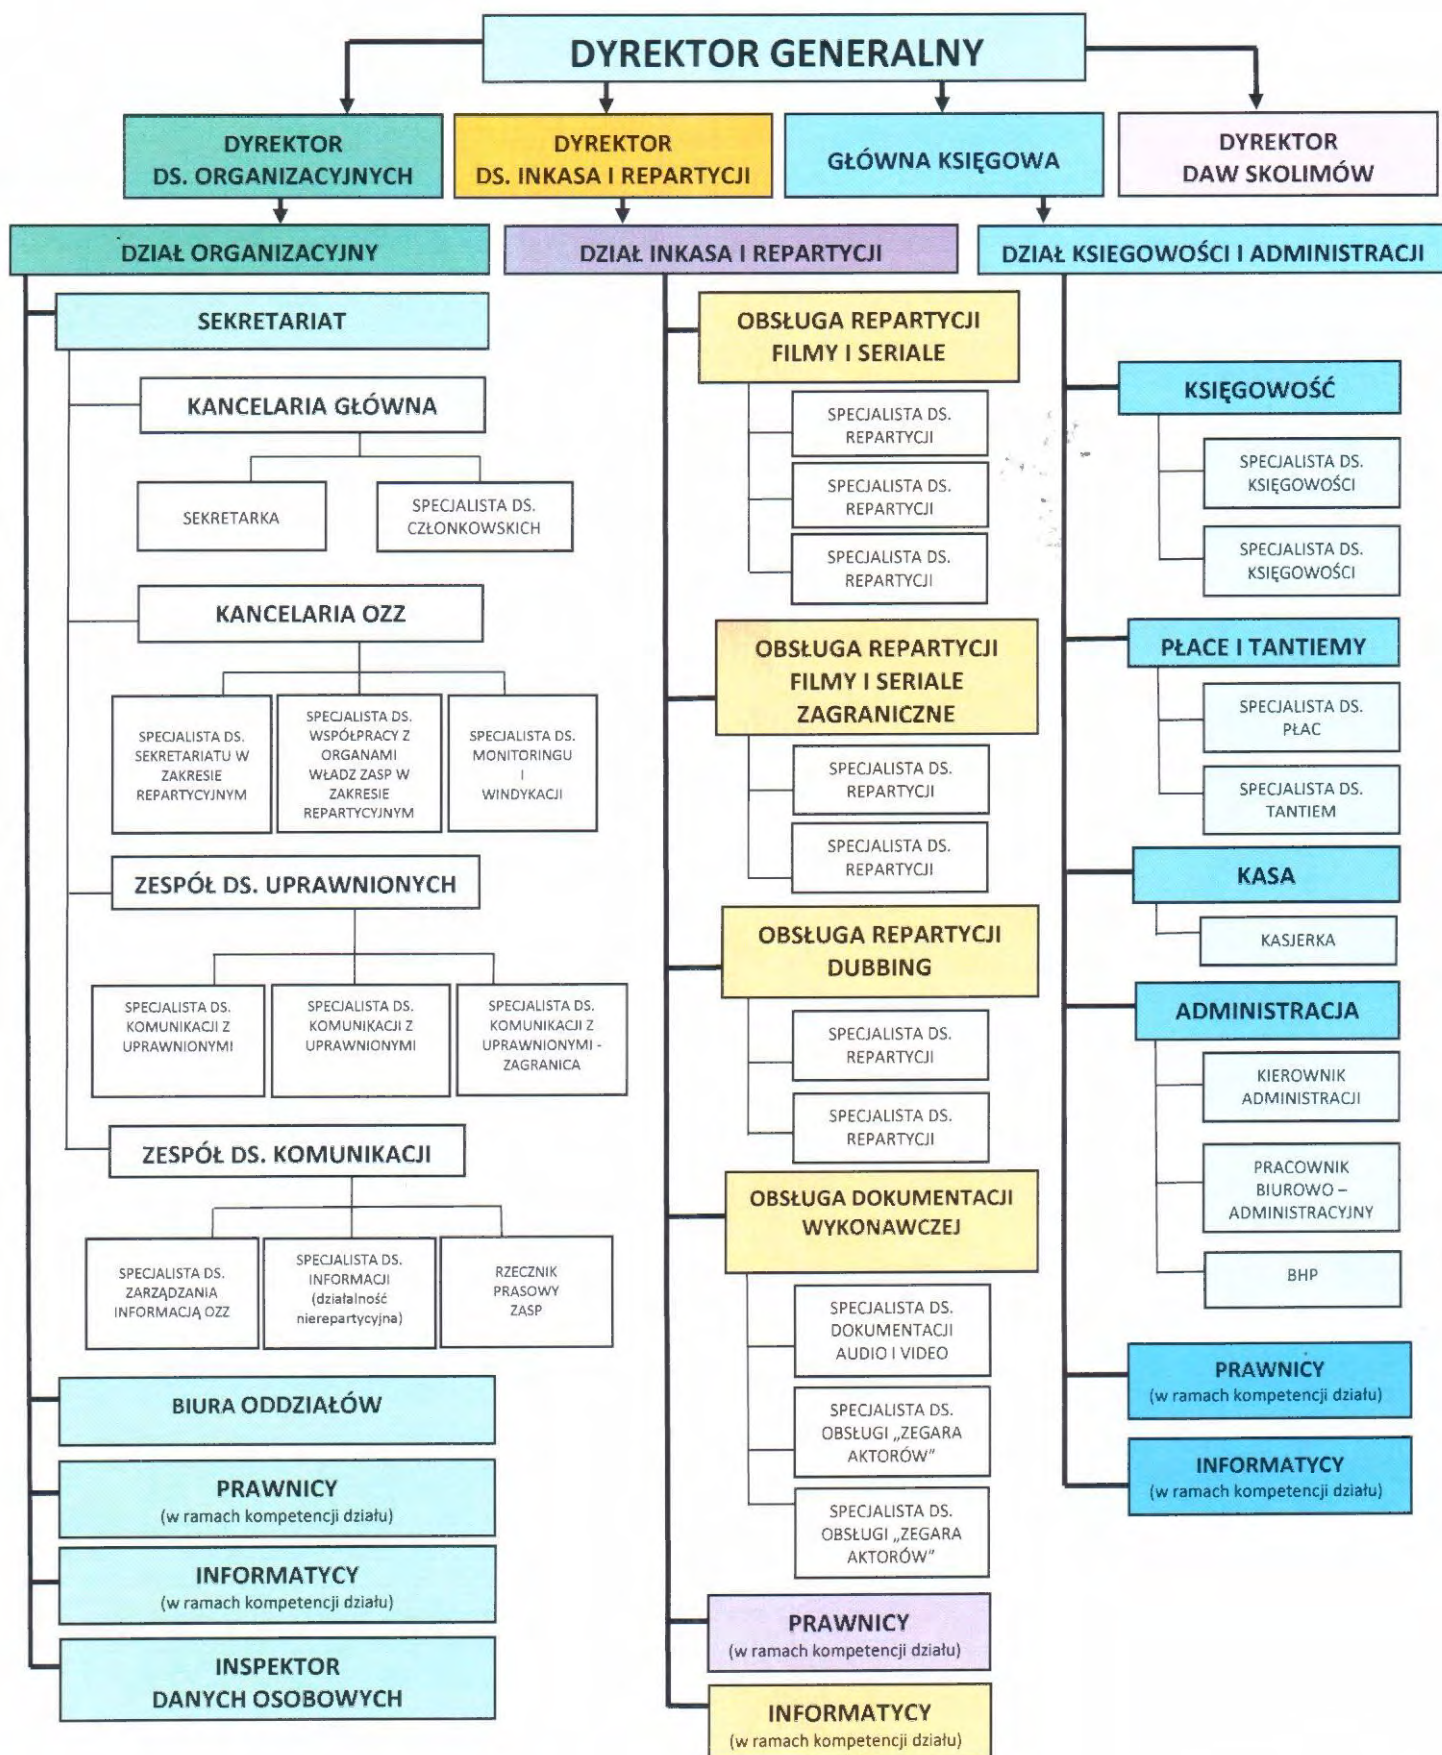 DYREKTOR GENERALNY
DYREKTOR
DS. ORGANIZACYJNYCH
DYREKTOR
DS. INKASA I REPARTYCJI
GŁÓWNA KSIĘGOWA
DYREKTOR
DAW SKOLIMÓW
DZIAŁ ORGANIZACYJNY
SEKRETARIAT
KANCELARIA GŁÓWNA
SEKRETARKA
SPECJALISTA DS.
CZŁONKOWSKICH
KANCELARIA OZZ
SPECJALISTA DS.
SEKRETARIATU W
ZAKRESIE
REPARTYCYJNYM
SPECJALISTA DS.
WSPÓŁPRACY Z
ORGANAMI
WŁADZ ZASP W
ZAKRESIE
REPARTYCYJNYM
SPECJALISTA DS.
MONITORINGU
I
WINDYKACJI
ZESPÓŁ DS. UPRAWNIONYCH
SPECJALISTA DS.
KOMUNIKACJI Z
UPRAWNIONYMI
SPECJALISTA DS.
KOMUNIKACJI Z
UPRAWNIONYMI
SPECJALISTA DS.
KOMUNIKACJI Z
UPRAWNIONYMI -
ZAGRANICA
ZESPÓŁ DS. KOMUNIKACJI
SPECJALISTA DS.
ZARZĄDZANIA
INFORMACJĄ OZZ
SPECJALISTA DS.
INFORMACJI
(działalność
nierepartycyjna)
RZECZNIK
PRASOWY
ZASP
BIURA ODDZIAŁÓW
PRAWNICY
(w ramach kompetencji działu)
INFORMATYCY
(w ramach kompetencji działu)
INSPEKTOR
DANYCH OSOBOWYCH
DZIAŁ INKASA I REPARTYCJI
OBSŁUGA REPARTYCJI
FILMY I SERIALE
SPECJALISTA DS.
REPARTYCJI
SPECJALISTA DS.
REPARTYCJI
SPECJALISTA DS.
REPARTYCJI
OBSŁUGA REPARTYCJI
FILMY I SERIALE
ZAGRANICZNE
SPECJALISTA DS.
REPARTYCJI
SPECJALISTA DS.
REPARTYCJI
OBSŁUGA REPARTYCJI
DUBBING
SPECJALISTA DS.
REPARTYCJI
SPECJALISTA DS.
REPARTYCJI
OBSŁUGA DOKUMENTACJI
WYKONAWCZEJ
SPECJALISTA DS.
DOKUMENTACJI
AUDIO I VIDEO
SPECJALISTA DS.
OBSŁUGI „ZEGARA
AKTORÓW”
SPECJALISTA DS.
OBSŁUGI „ZEGARA
AKTORÓW”
PRAWNICY
(w ramach kompetencji działu)
INFORMATYCY
(w ramach kompetencji działu)
DZIAŁ KSIEGOWOŚCI I ADMINISTRACJI
KSIĘGOWOŚĆ
SPECJALISTA DS.
KSIĘGOWOŚCI
SPECJALISTA DS.
KSIĘGOWOŚCI
PŁACE I TANTIEMY
SPECJALISTA DS.
PŁAC
SPECJALISTA DS.
TANTIEM
KASA
KASJERKA
ADMINISTRACJA
KIEROWNIK
ADMINISTRACJI
PRACOWNIK
BIUROWO –
ADMINISTRACYJNY
BHP
PRAWNICY
(w ramach kompetencji działu)
INFORMATYCY
(w ramach kompetencji działu)